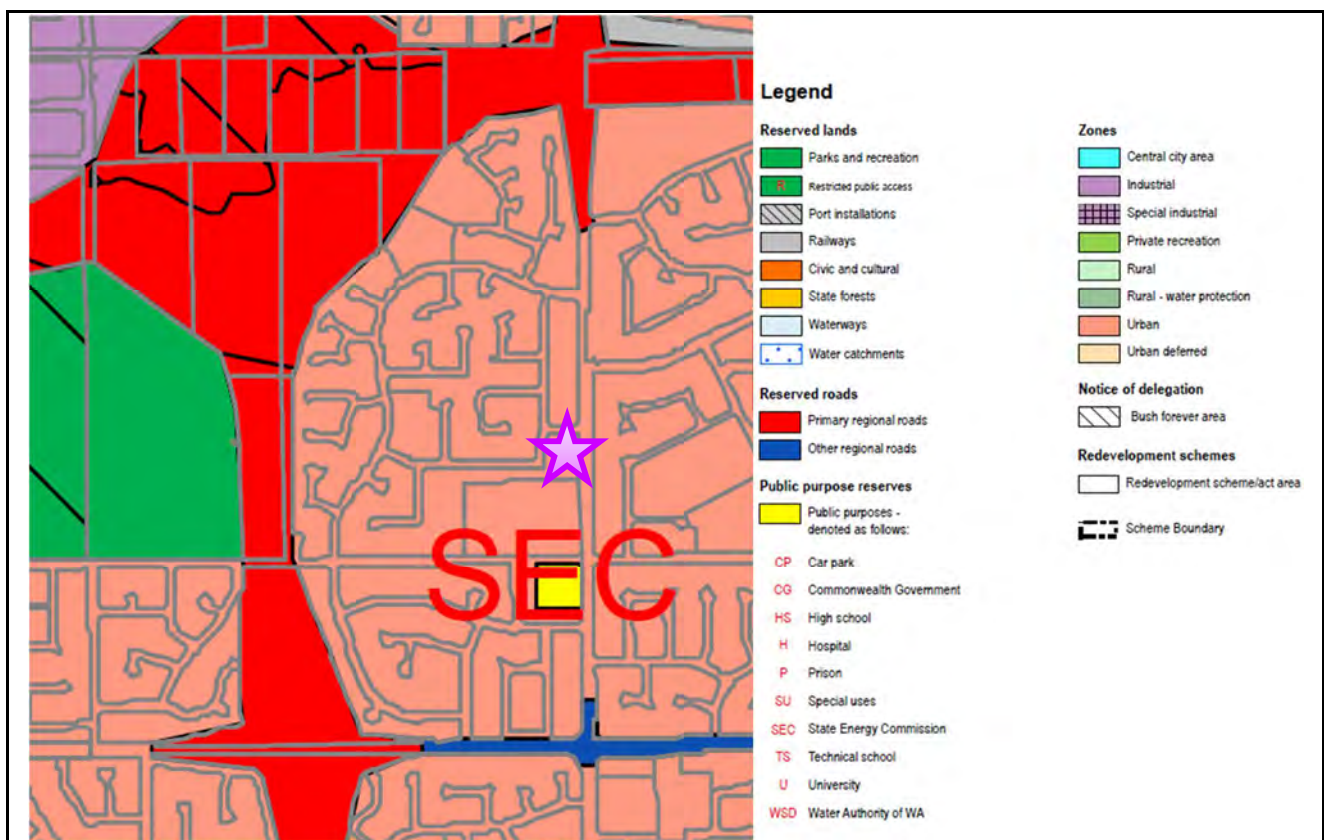 SEC
Legend
Reserved lands
Parks and recreation
R Restricted public access
Port installations
Railways
Civic and cultural
State forests
Waterways
Water catchments
Reserved roads
Primary regional roads
Other regional roads
Public purpose reserves
Public purposes -
denoted as follows:
CP Car park
CG Commonwealth Government
HS High school
H Hospital
P Prison
SU Special uses
SEC State Energy Commission
TS Technical school
U University
WSD Water Authority of WA
Zones
Central city area
Industrial
Special industrial
Private recreation
Rural
Rural - water protection
Urban
Urban deferred
Notice of delegation
Bush forever area
Redevelopment schemes
Redevelopment scheme/act area
Scheme Boundary